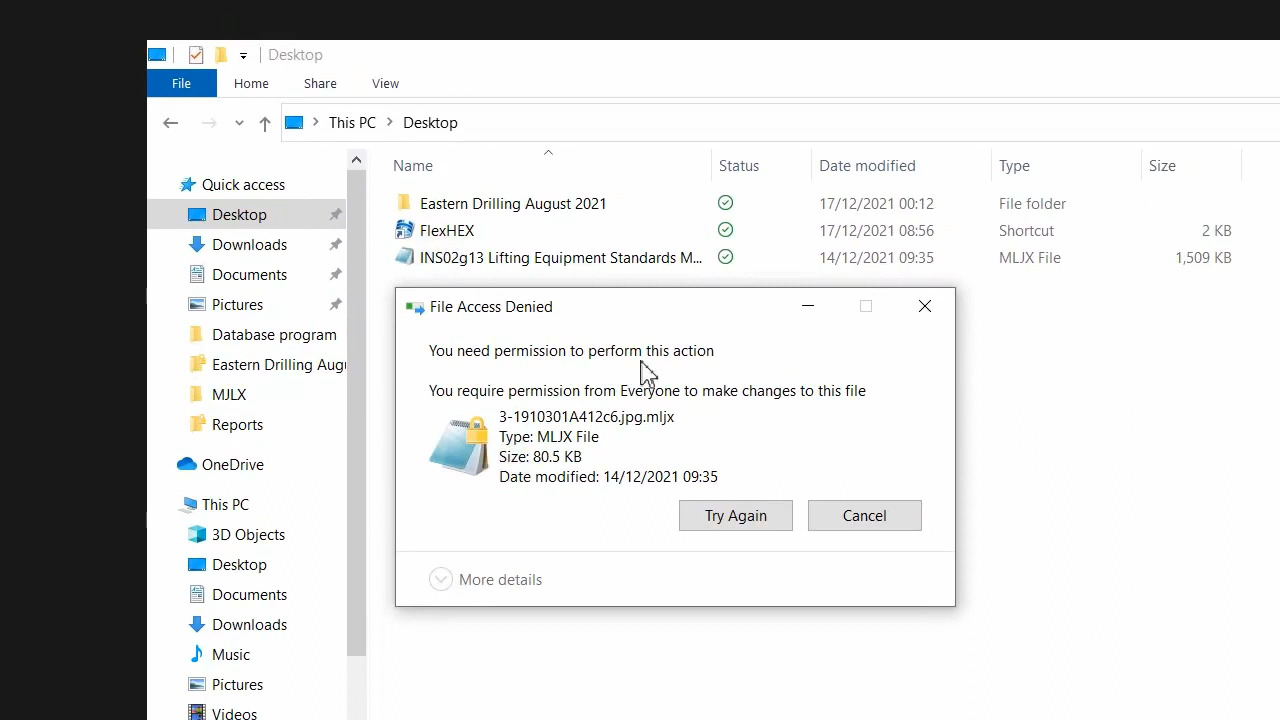 Desktop
File Home Share View
This PC Desktop
Name Status Date modified Type Size
Quick access
Desktop
Downloads
Documents
Pictures
Database program
Eastern Drilling Augu
MJLX
Reports
OneDrive
This PC
3D Objects
Desktop
Documents
Downloads
Music
Pictures
Videos
Eastern Drilling August 2021 17/12/2021 00:12 File folder
FlexHEX 17/12/2021 08:56 Shortcut 2 KB
INS02g13 Lifting Equipment Standards M... 14/12/2021 09:35 MLJX File 1,509 KB
File Access Denied
You need permission to perform this action
You require permission from Everyone to make changes to this file
3-1910301A412c6.jpg.mljx
Type: MLJX File
Size: 80.5 KB
Date modified: 14/12/2021 09:35
Try Again Cancel
More details